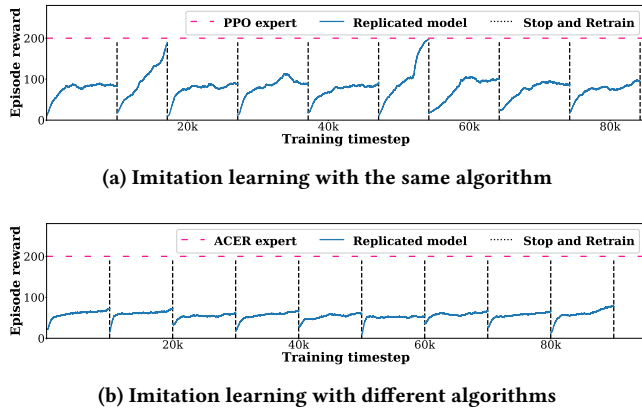 PPO expert Replicated model Stop and Retrain
Episode reward
200
100
0
20k 40k 60k 80k
Training timestep
(a) Imitation learning with the same algorithm
ACER expert Replicated model Stop and Retrain
Episode reward
200
100
0
20k 40k 60k 80k
Training timestep
(b) Imitation learning with different algorithms